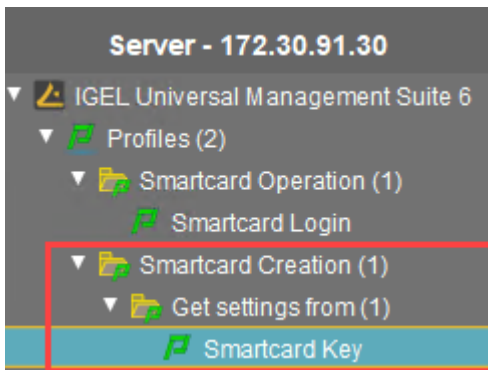 Server - 172.30.91.30
IGEL Universal Management Suite 6
Profiles (2)
Smartcard Operation (1)
Smartcard Login
Smartcard Creation (1)
Get settings from (1)
Smartcard Key